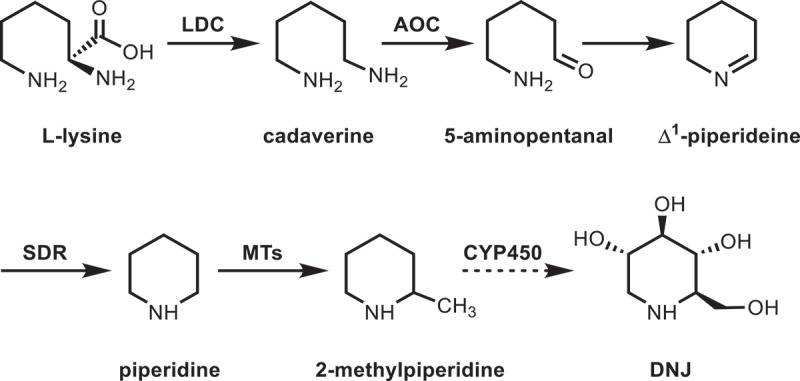 O
OH
NH₂
NH₂
LDC
NH₂
NH₂
AOC
NH₂
O
N
L-lysine
cadaverine
5-aminopentanal
Δ¹-piperideine
SDR
NH
MTs
NH
CH₃
CYP450
OH
HO
OH
NH
OH
piperidine
2-methylpiperidine
DNJ